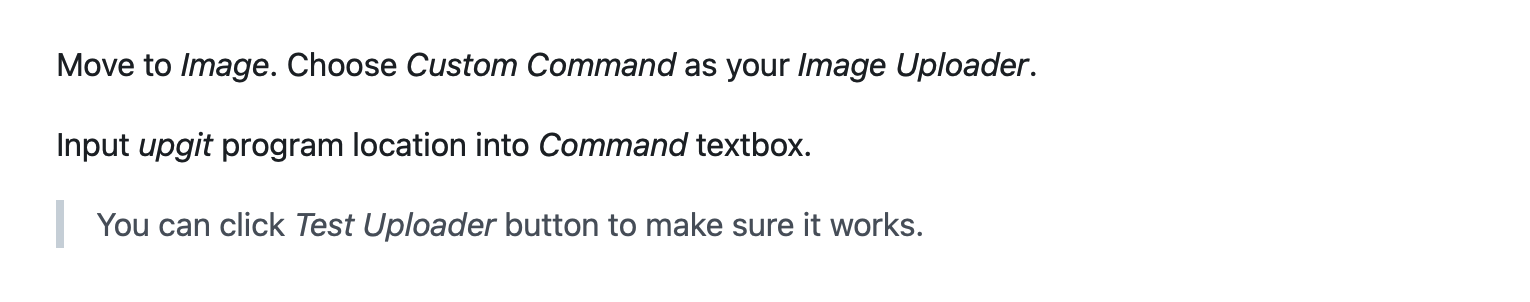 Move to Image. Choose Custom Command as your Image Uploader.
Input upgit program location into Command textbox.
You can click Test Uploader button to make sure it works.